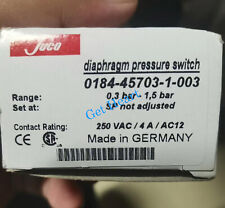 Suco
diaphragm pressure switch
0184-45703-1-003
Range: 0,3 bar - 1,5 bar
Set at: not adjusted
Contact Rating: 250 VAC / 4 A / AC12
Made in GERMANY